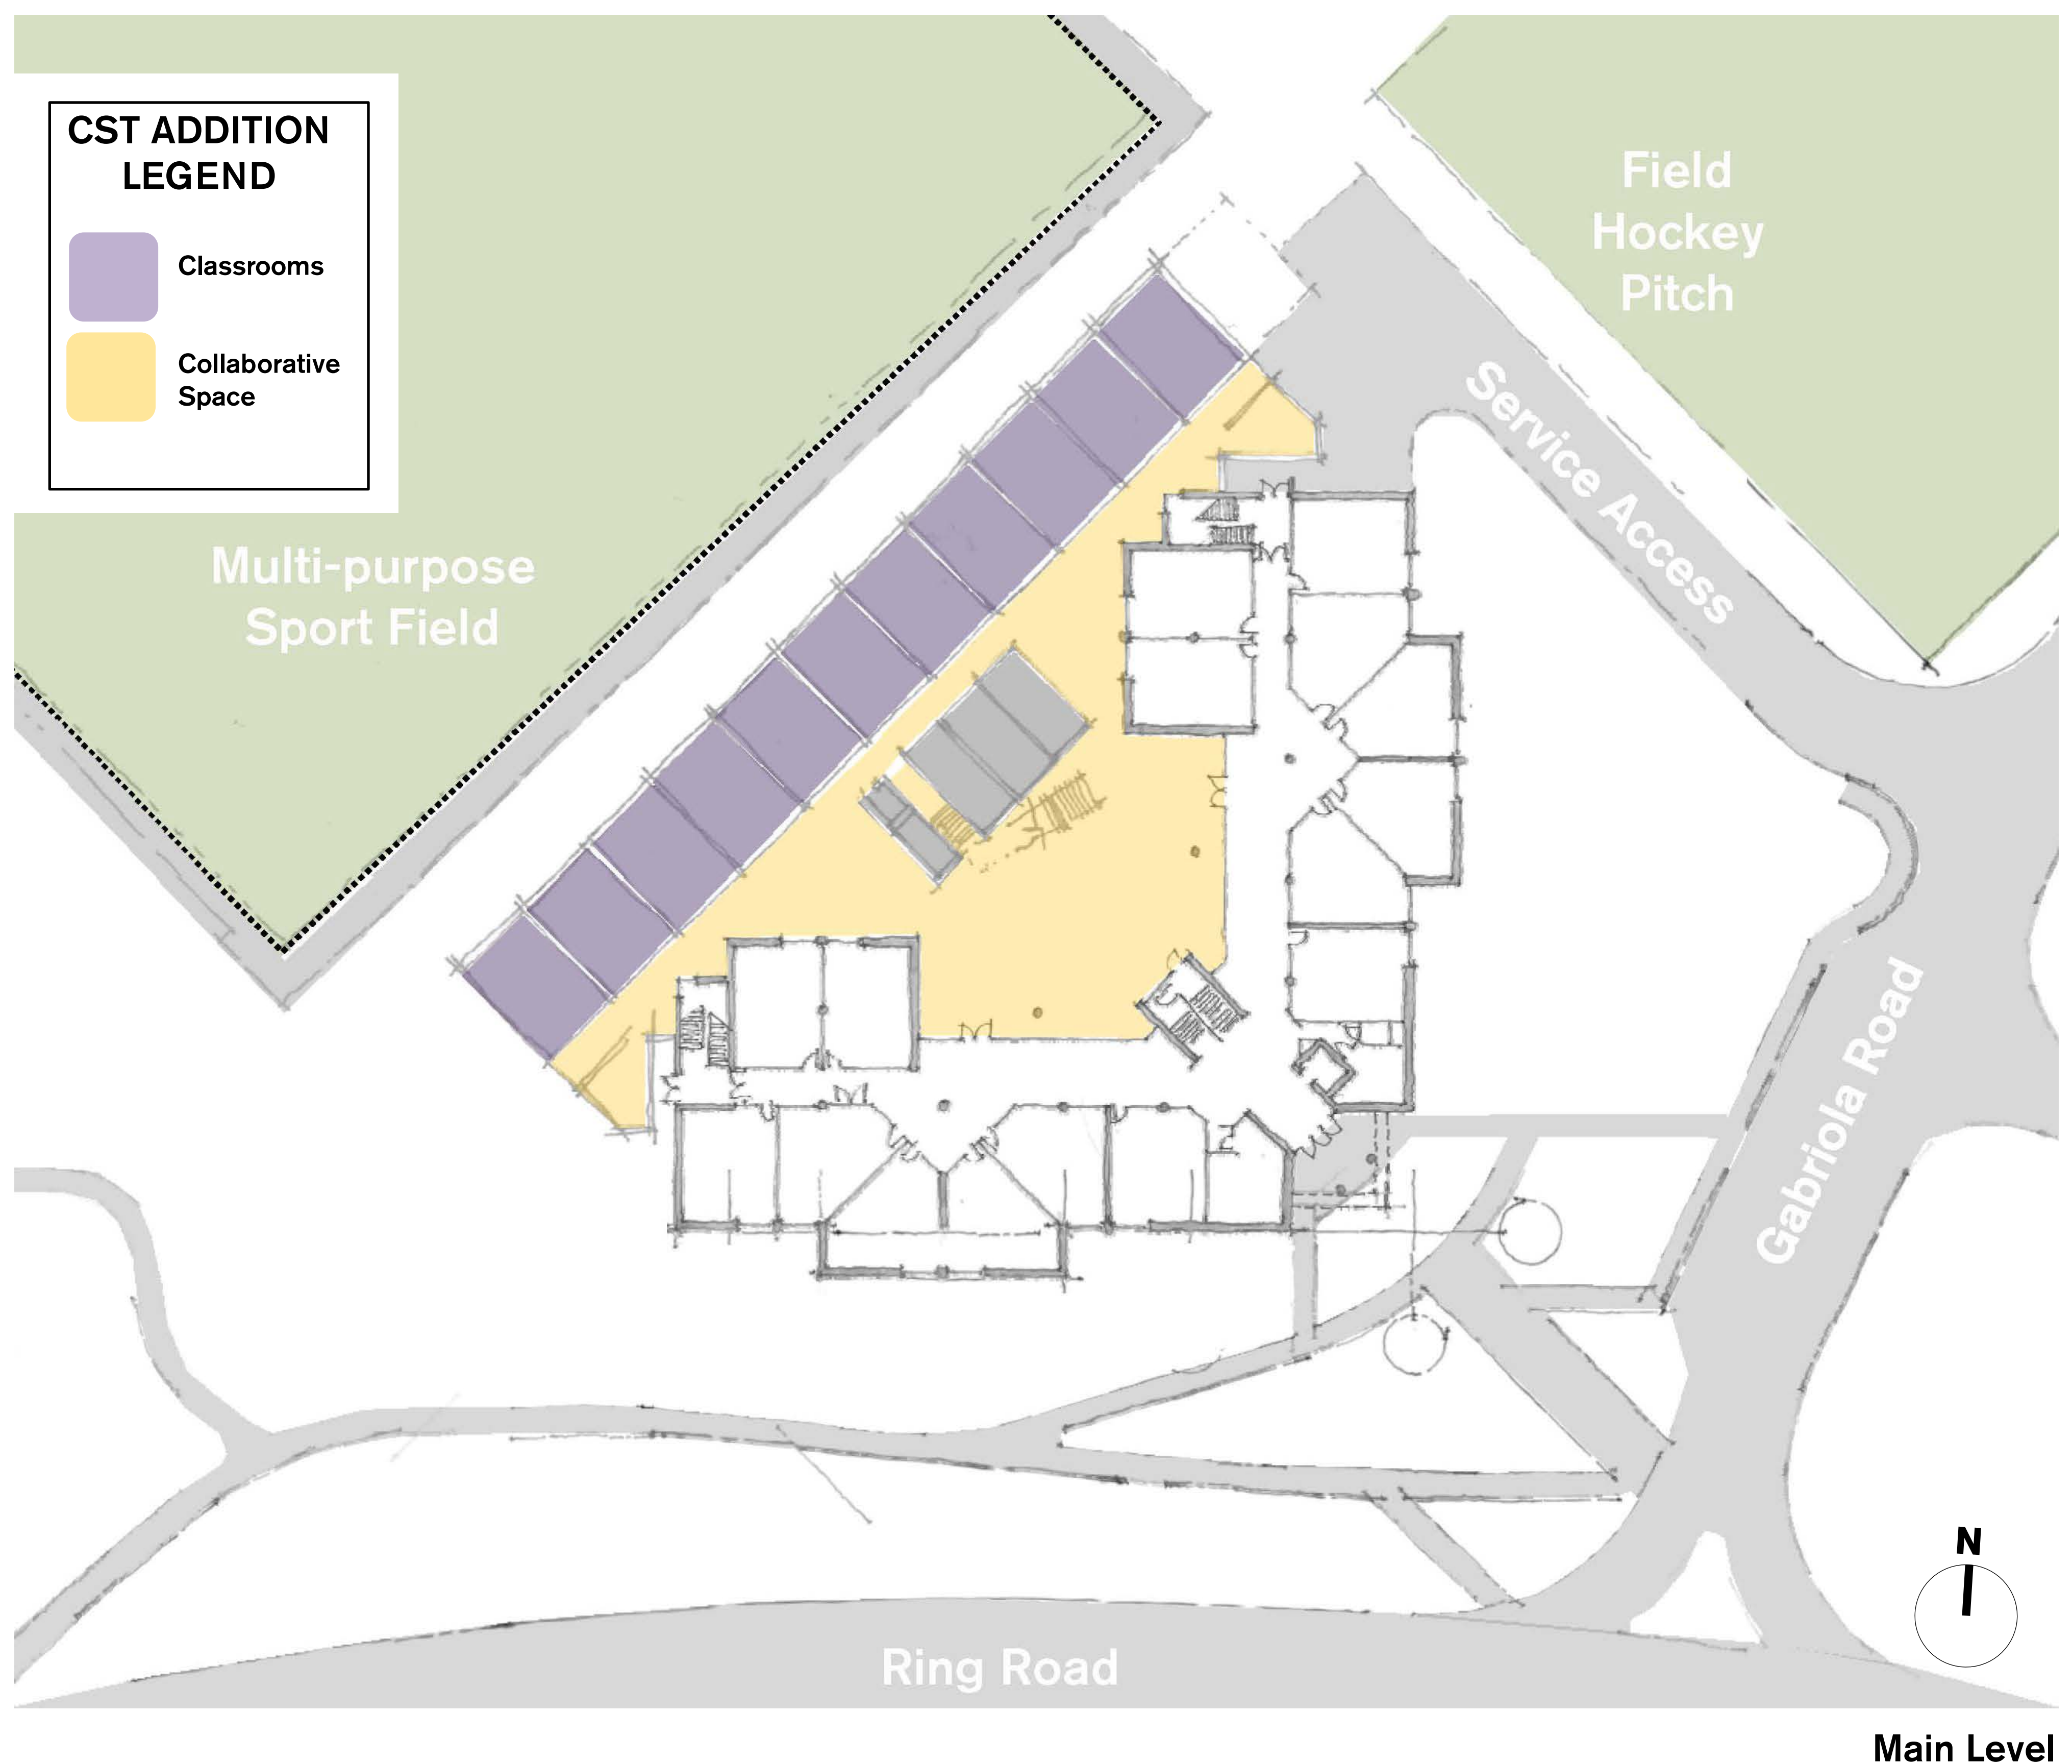 CST ADDITION
LEGEND
Classrooms
Collaborative
Space
Field
Hockey
Pitch
Service Access
Multi-purpose
Sport Field
Gabriola Road
N
Ring Road
Main Level